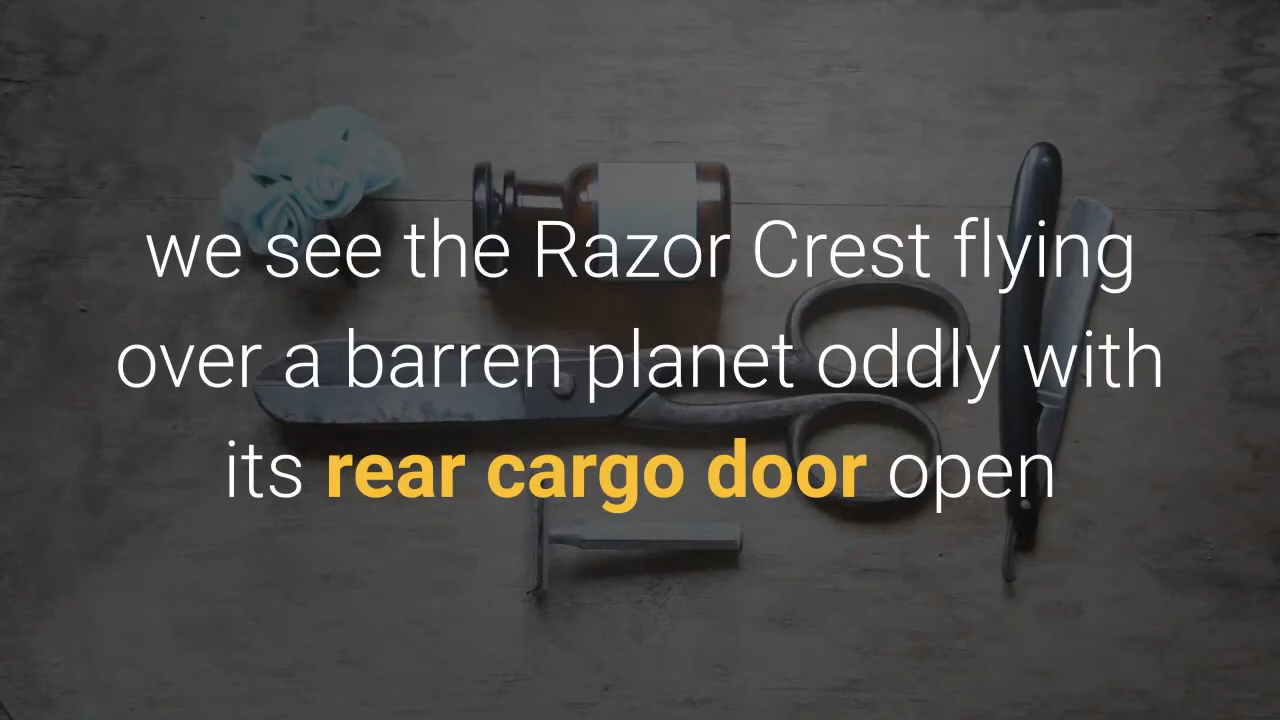 we see the Razor Crest flying
over a barren planet oddly with
its rear cargo door open